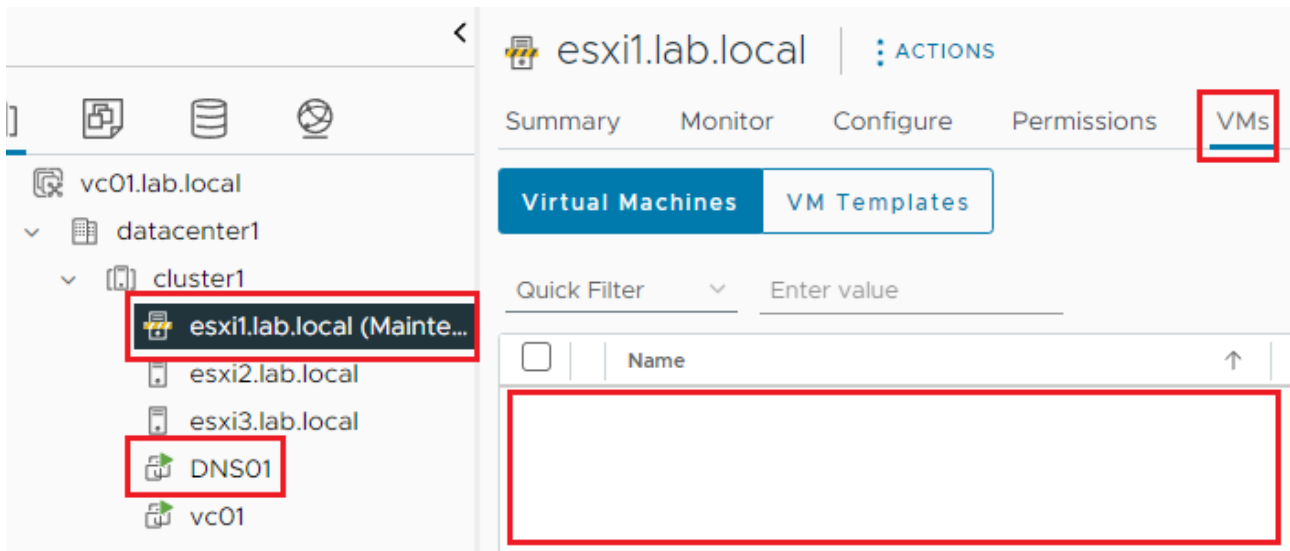 esxi1.lab.local
ACTIONS
Summary Monitor Configure Permissions VMs
vc01.lab.local
datacenter1
cluster1
esxi1.lab.local (Mainte...
esxi2.lab.local
esxi3.lab.local
DNS01
vc01
Virtual Machines VM Templates
Quick Filter Enter value
Name